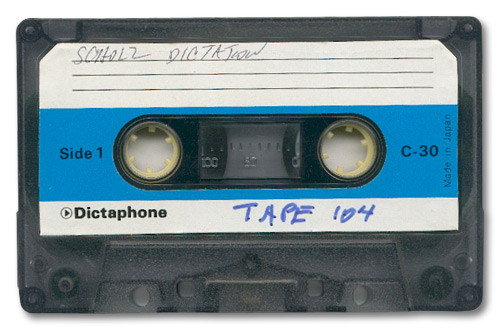 SCHOLZ DICTATION
Side 1
100 50 0
C-30
Made in Japan
Dictaphone
TAPE 104